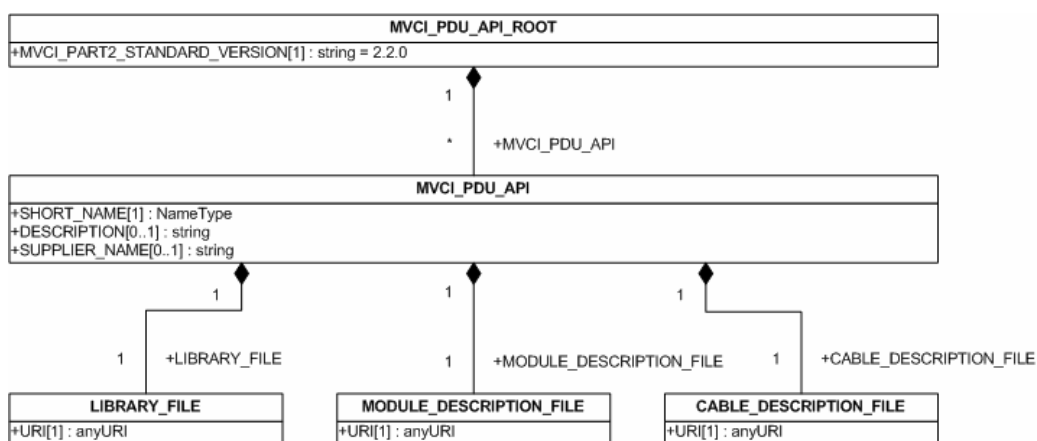 MVCI_PDU_API_ROOT
+MVCI_PART2_STANDARD_VERSION[1] : string = 2.2.0
1
* +MVCI_PDU_API
MVCI_PDU_API
+SHORT_NAME[1] : NameType
+DESCRIPTION[0..1] : string
+SUPPLIER_NAME[0..1] : string
1 1 1
1 +LIBRARY_FILE 1 +MODULE_DESCRIPTION_FILE 1 +CABLE_DESCRIPTION_FILE
LIBRARY_FILE MODULE_DESCRIPTION_FILE CABLE_DESCRIPTION_FILE
+URI[1] : anyURI +URI[1] : anyURI +URI[1] : anyURI